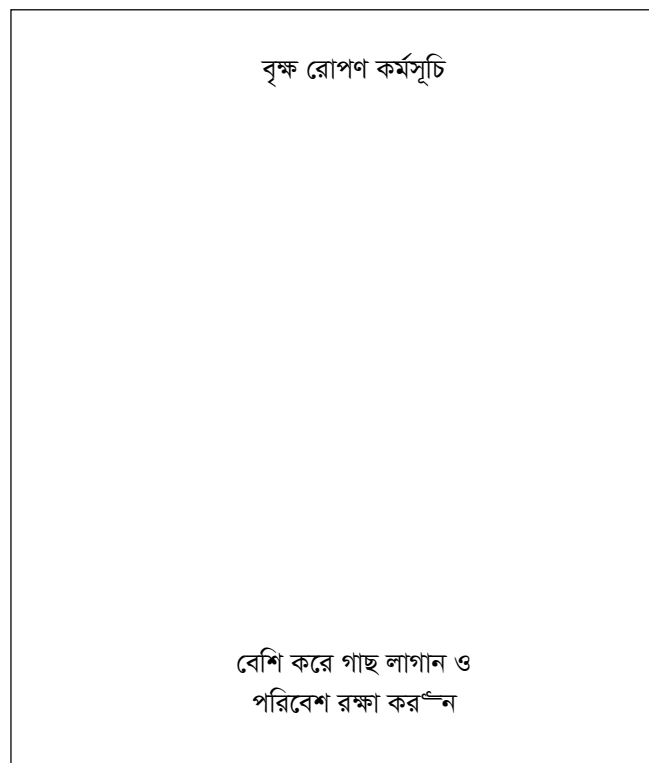 বৃক্ষ রোপণ কর্মসূচি
বেশি করে গাছ লাগান ও
পরিবেশ রক্ষা করুন